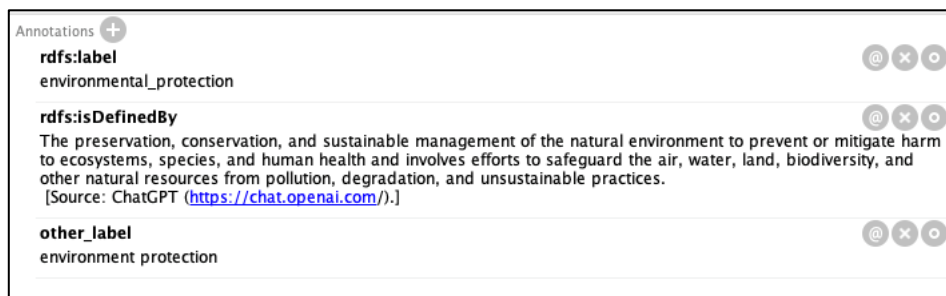 Annotations
rdfs:label
environmental_protection
rdfs:isDefinedBy
The preservation, conservation, and sustainable management of the natural environment to prevent or mitigate harm
to ecosystems, species, and human health and involves efforts to safeguard the air, water, land, biodiversity, and
other natural resources from pollution, degradation, and unsustainable practices.
[Source: ChatGPT (https://chat.openai.com/).]
other_label
environment protection